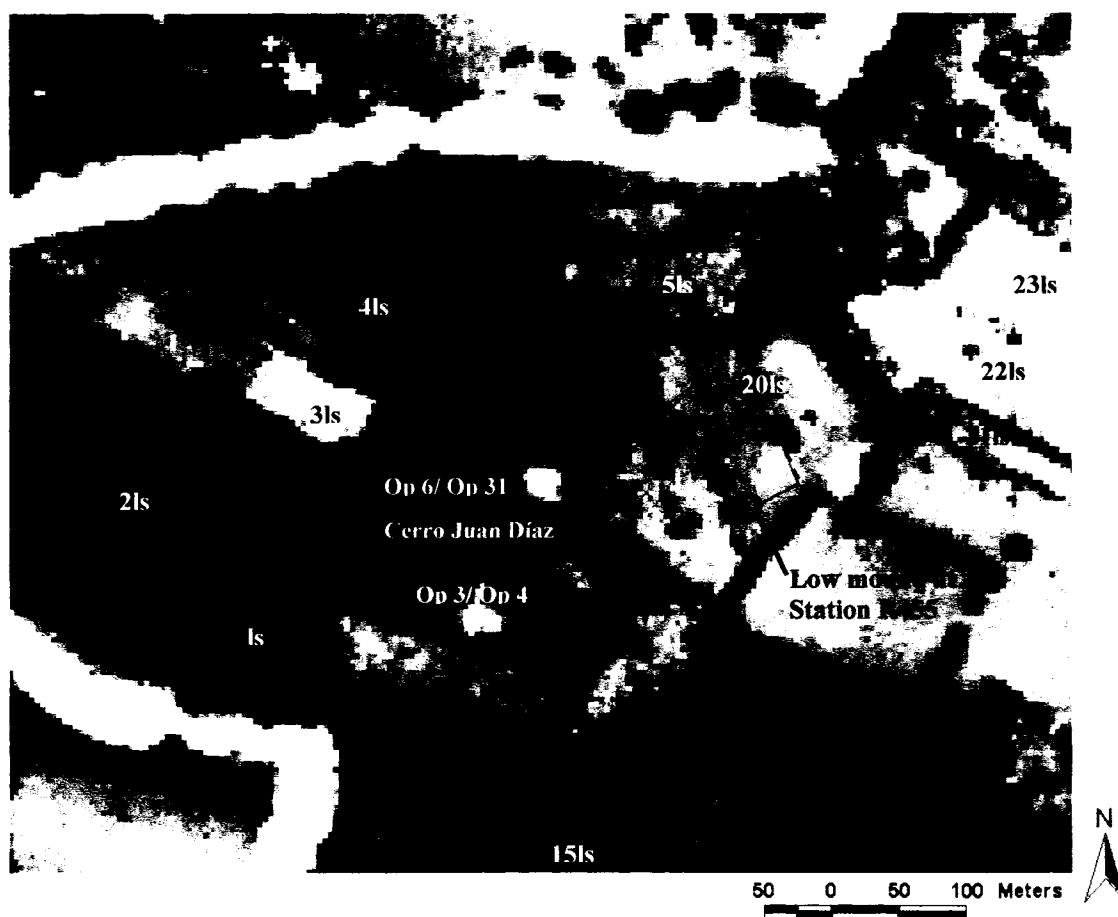 4ls
5ls
23ls
22ls
20ls
3ls
2ls
Op 6/ Op 31
Cerro Juan Díaz
Op 3/ Op 4
Low
Station
ls
15ls
N
50 0 50 100 Meters